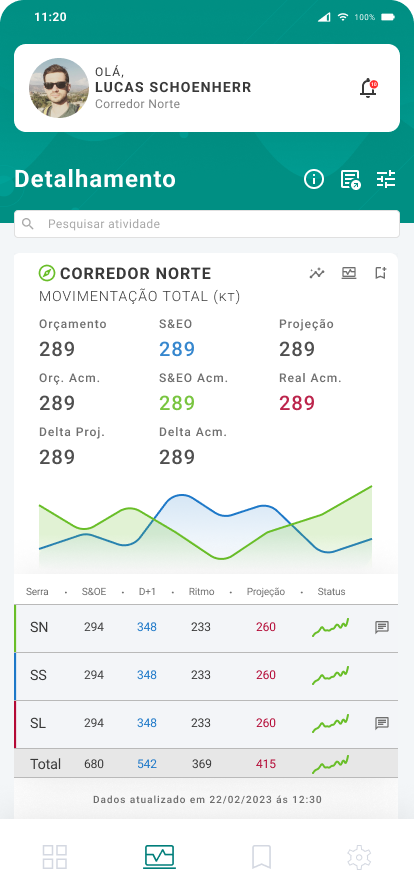 11:20 100%
OLÁ,
LUCAS SCHOENHERR
Corredor Norte
Detalhamento
Pesquisar atividade
CORREDOR NORTE
MOVIMENTAÇÃO TOTAL (KT)
Orçamento S&EO Projeção
289 289 289
Orç. Acm. S&EO Acm. Real Acm.
289 289 289
Delta Proj. Delta Acm.
289 289
Serra • S&OE • D+1 • Ritmo • Projeção • Status
SN 294 348 233 260
SS 294 348 233 260
SL 294 348 233 260
Total 680 542 369 415
Dados atualizado em 22/02/2023 ás 12:30